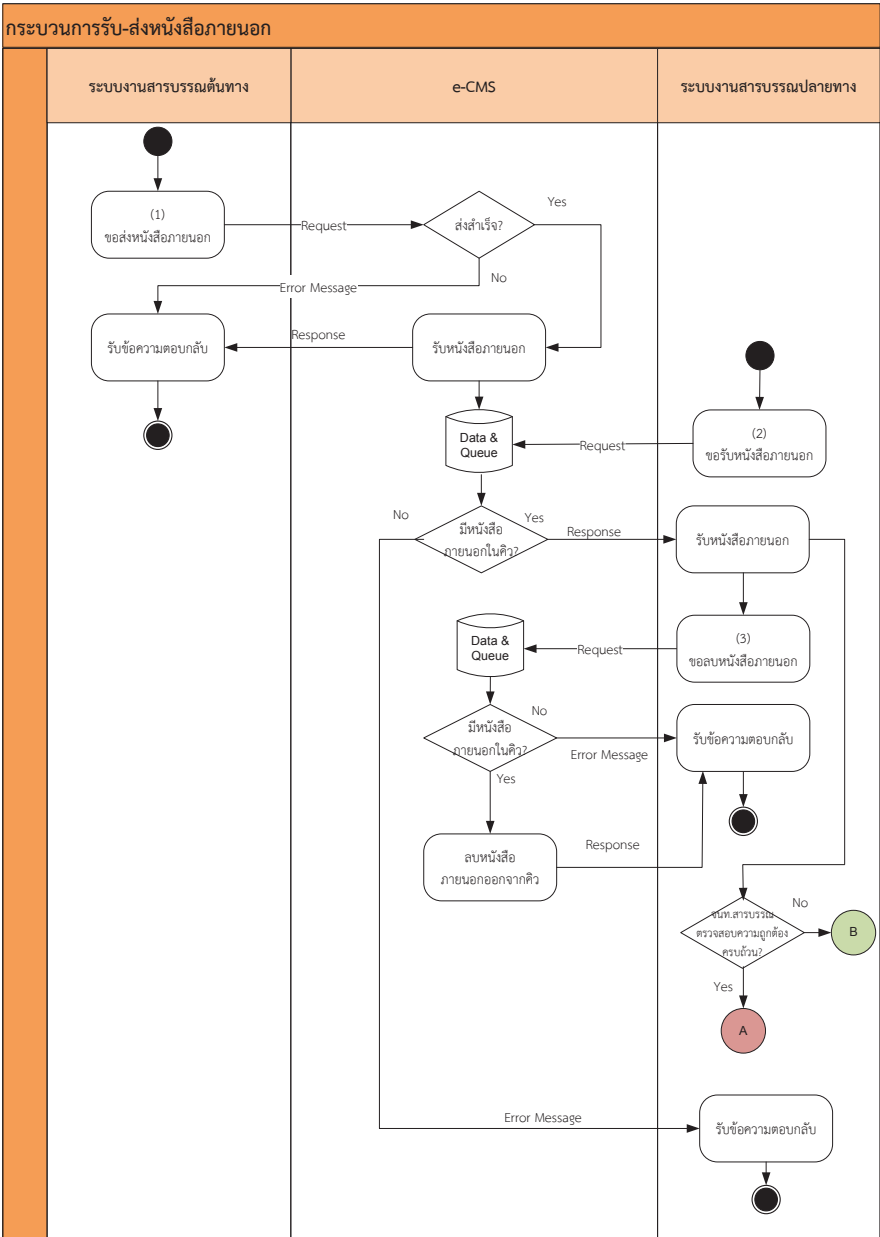 กระบวนการรับ-ส่งหนังสือภายนอก
ระบบงานสารบรรณต้นทาง
e-CMS
ระบบงานสารบรรณปลายทาง
(1)
ขอส่งหนังสือภายนอก
Request
ส่งสำเร็จ?
Yes
No
Error Message
รับข้อความตอบกลับ
Response
รับหนังสือภายนอก
Data &
Queue
Request
(2)
ขอรับหนังสือภายนอก
No
มีหนังสือ
ภายนอกในคิว?
Yes
Response
รับหนังสือภายนอก
Data &
Queue
Request
(3)
ขอลบหนังสือภายนอก
มีหนังสือ
ภายนอกในคิว?
No
Error Message
รับข้อความตอบกลับ
Yes
ลบหนังสือ
ภายนอกออกจากคิว
Response
จนท.สารบรรณ
ตรวจสอบความถูกต้อง
ครบถ้วน?
No
B
Yes
A
Error Message
รับข้อความตอบกลับ